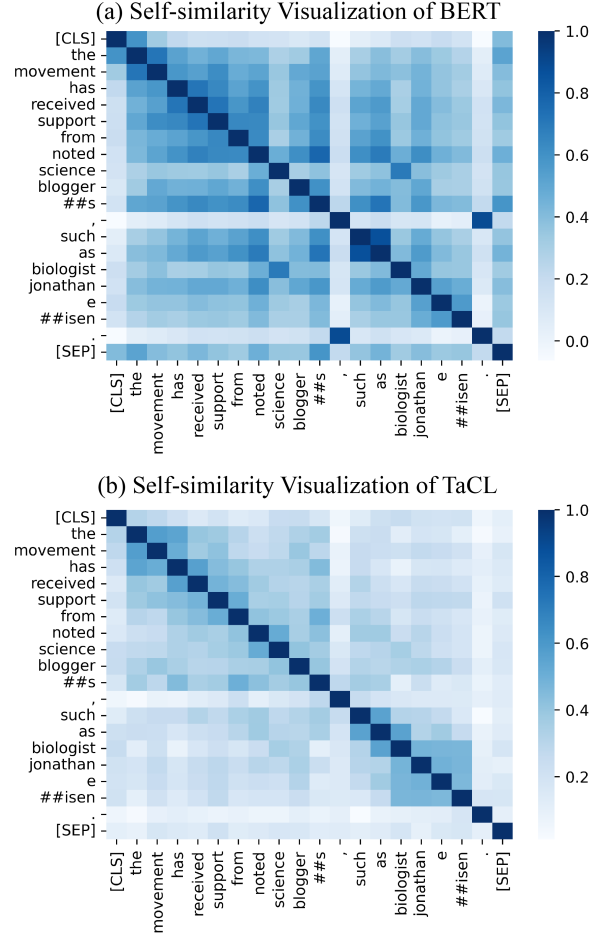 (a) Self-similarity Visualization of BERT
[CLS]
the
movement
has
received
support
from
noted
science
blogger
##s
,
such
as
biologist
jonathan
e
##isen
.
[SEP]
1.0
0.8
0.6
0.4
0.2
0.0
[CLS] the movement has received support from noted science blogger ##s , such as biologist jonathan e ##isen . [SEP]
(b) Self-similarity Visualization of TaCL
[CLS]
the
movement
has
received
support
from
noted
science
blogger
##s
,
such
as
biologist
jonathan
e
##isen
.
[SEP]
1.0
0.8
0.6
0.4
0.2
[CLS] the movement has received support from noted science blogger ##s , such as biologist jonathan e ##isen . [SEP]